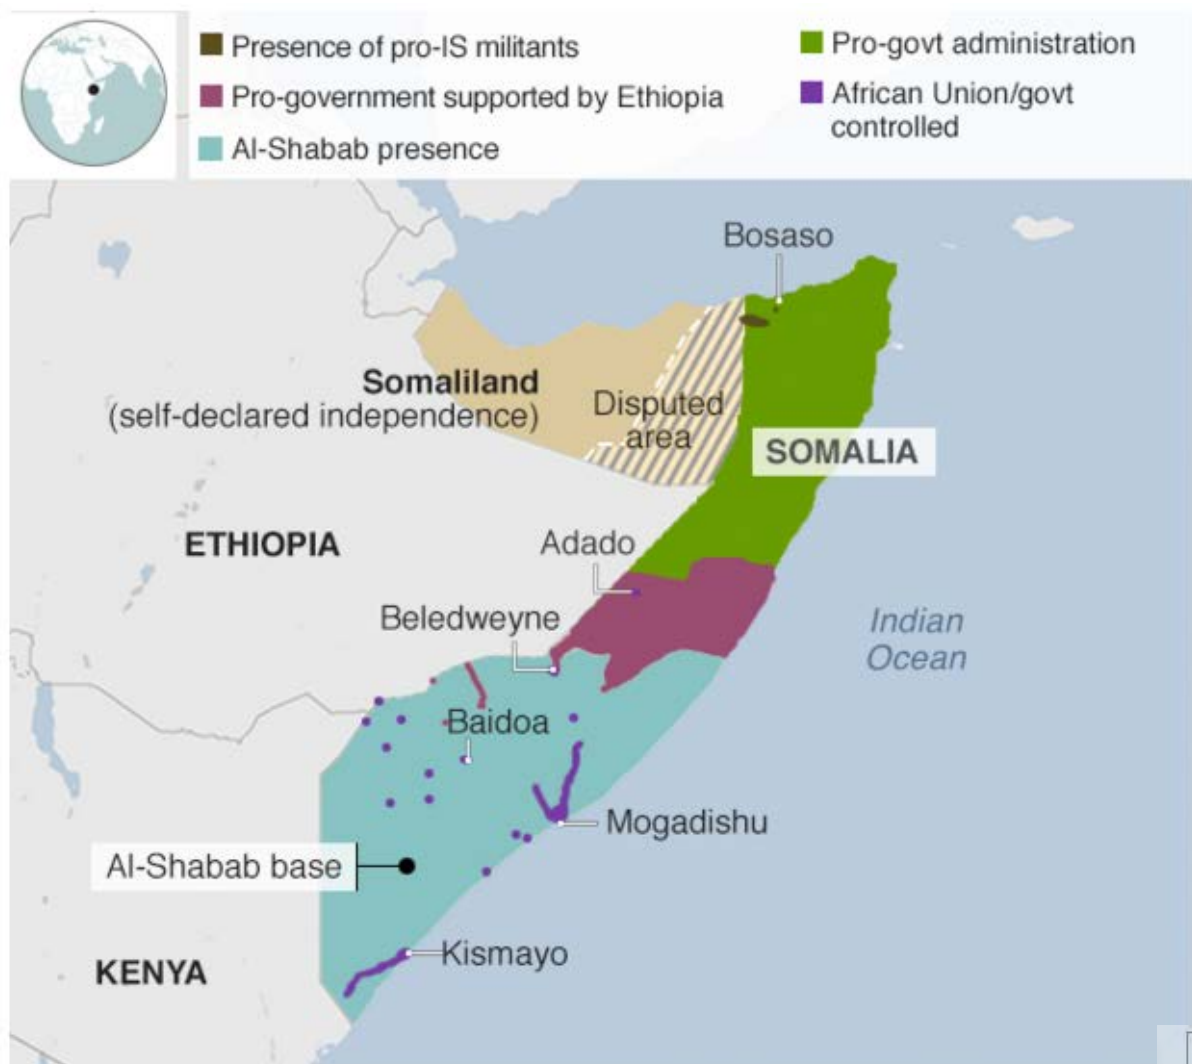 Presence of pro-IS militants
Pro-government supported by Ethiopia
Al-Shabab presence
Pro-govt administration
African Union/govt
controlled
Bosaso
Somaliland
(self-declared independence)
Disputed
area
SOMALIA
ETHIOPIA
Adado
Beledweyne
Indian
Ocean
Baidoa
Mogadishu
Al-Shabab base
Kismayo
KENYA